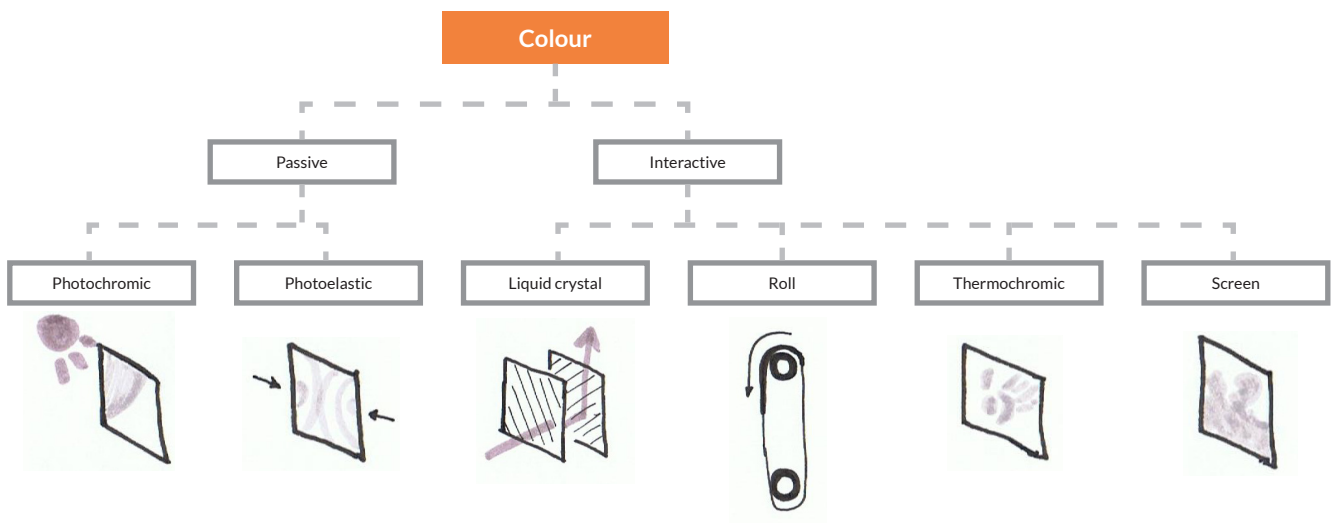 Colour
Passive
Interactive
Photochromic
Photoelastic
Liquid crystal
Roll
Thermochromic
Screen